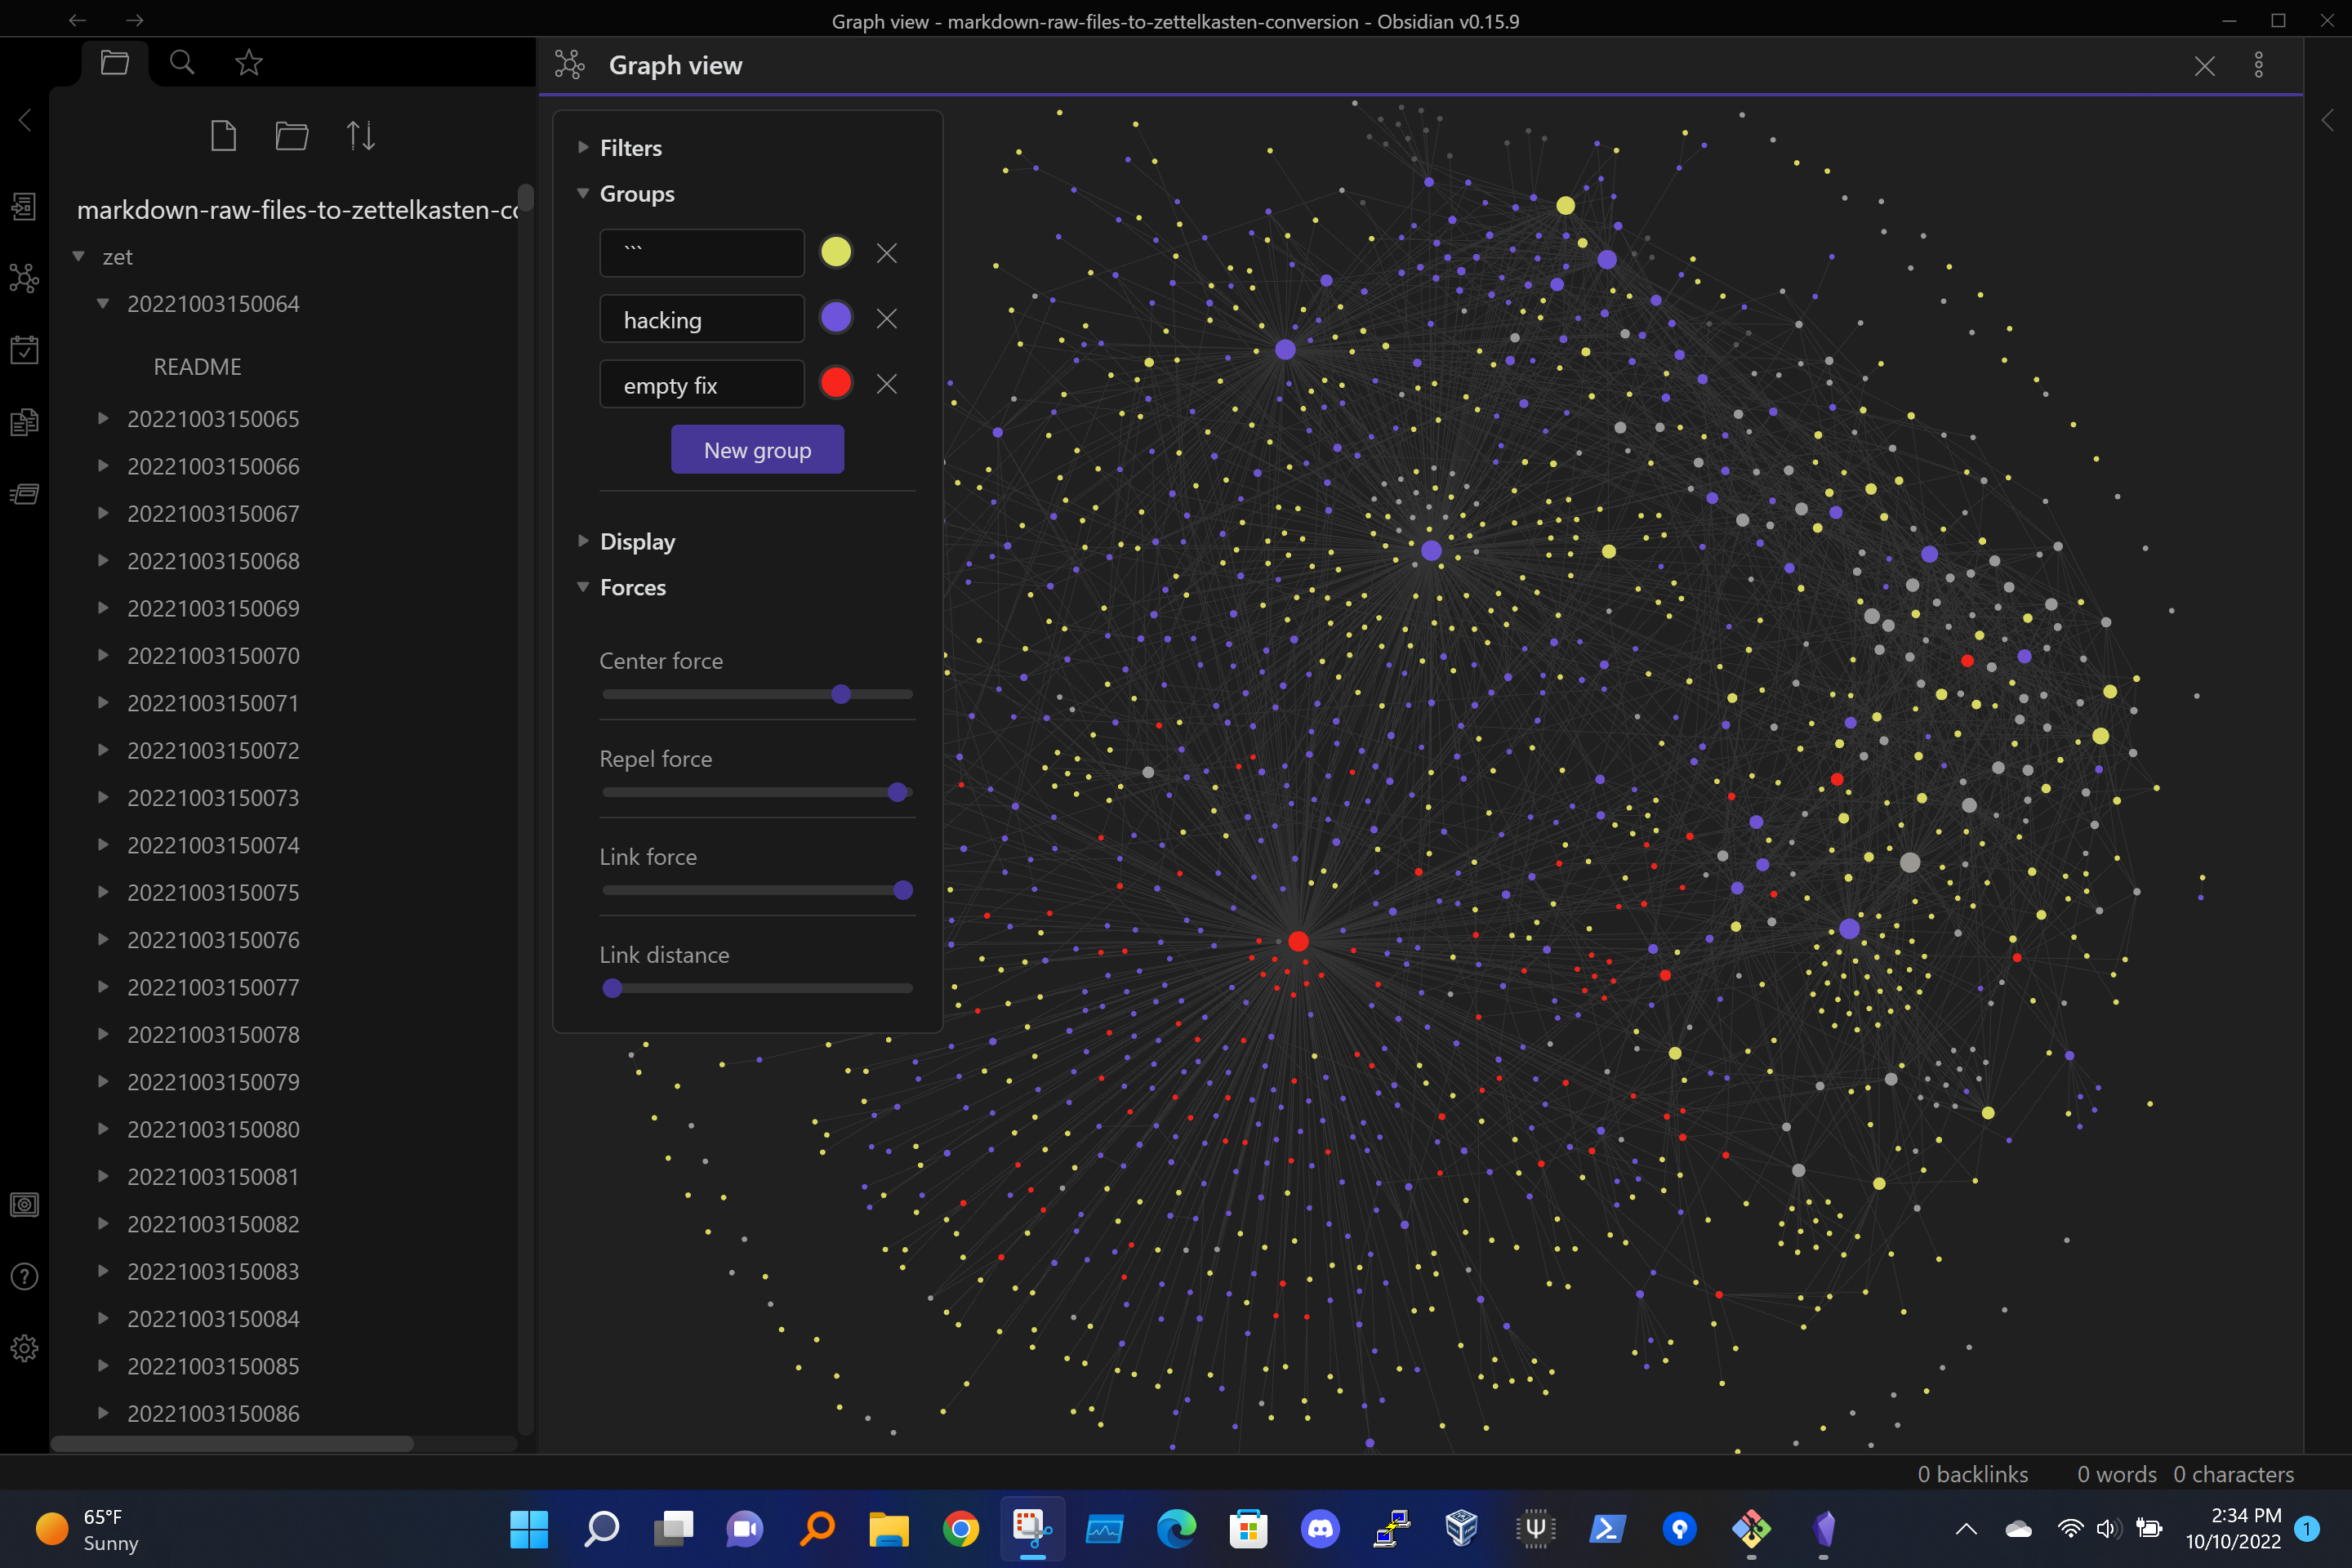 Graph view - markdown-raw-files-to-zettelkasten-conversion - Obsidian v0.15.9
Graph view
markdown-raw-files-to-zettelkasten-co
zet
20221003150064
README
20221003150065
20221003150066
20221003150067
20221003150068
20221003150069
20221003150070
20221003150071
20221003150072
20221003150073
20221003150074
20221003150075
20221003150076
20221003150077
20221003150078
20221003150079
20221003150080
20221003150081
20221003150082
20221003150083
20221003150084
20221003150085
20221003150086
Filters
Groups
```
hacking
empty fix
New group
Display
Forces
Center force
Repel force
Link force
Link distance
0 backlinks 0 words 0 characters
65°F
Sunny
2:34 PM
10/10/2022
1